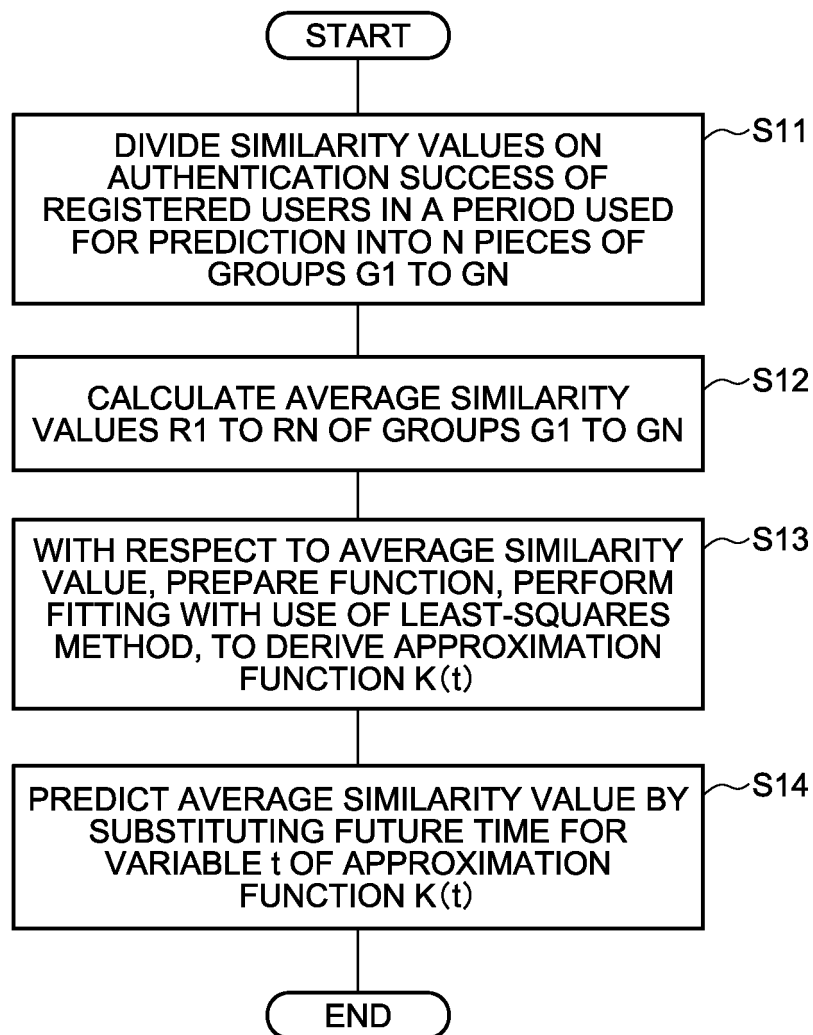 START
DIVIDE SIMILARITY VALUES ON
AUTHENTICATION SUCCESS OF
REGISTERED USERS IN A PERIOD USED
FOR PREDICTION INTO N PIECES OF
GROUPS G1 TO GN
S11
CALCULATE AVERAGE SIMILARITY
VALUES R1 TO RN OF GROUPS G1 TO GN
S12
WITH RESPECT TO AVERAGE SIMILARITY
VALUE, PREPARE FUNCTION, PERFORM
FITTING WITH USE OF LEAST-SQUARES
METHOD, TO DERIVE APPROXIMATION
FUNCTION K(t)
S13
PREDICT AVERAGE SIMILARITY VALUE BY
SUBSTITUTING FUTURE TIME FOR
VARIABLE t OF APPROXIMATION
FUNCTION K(t)
S14
END